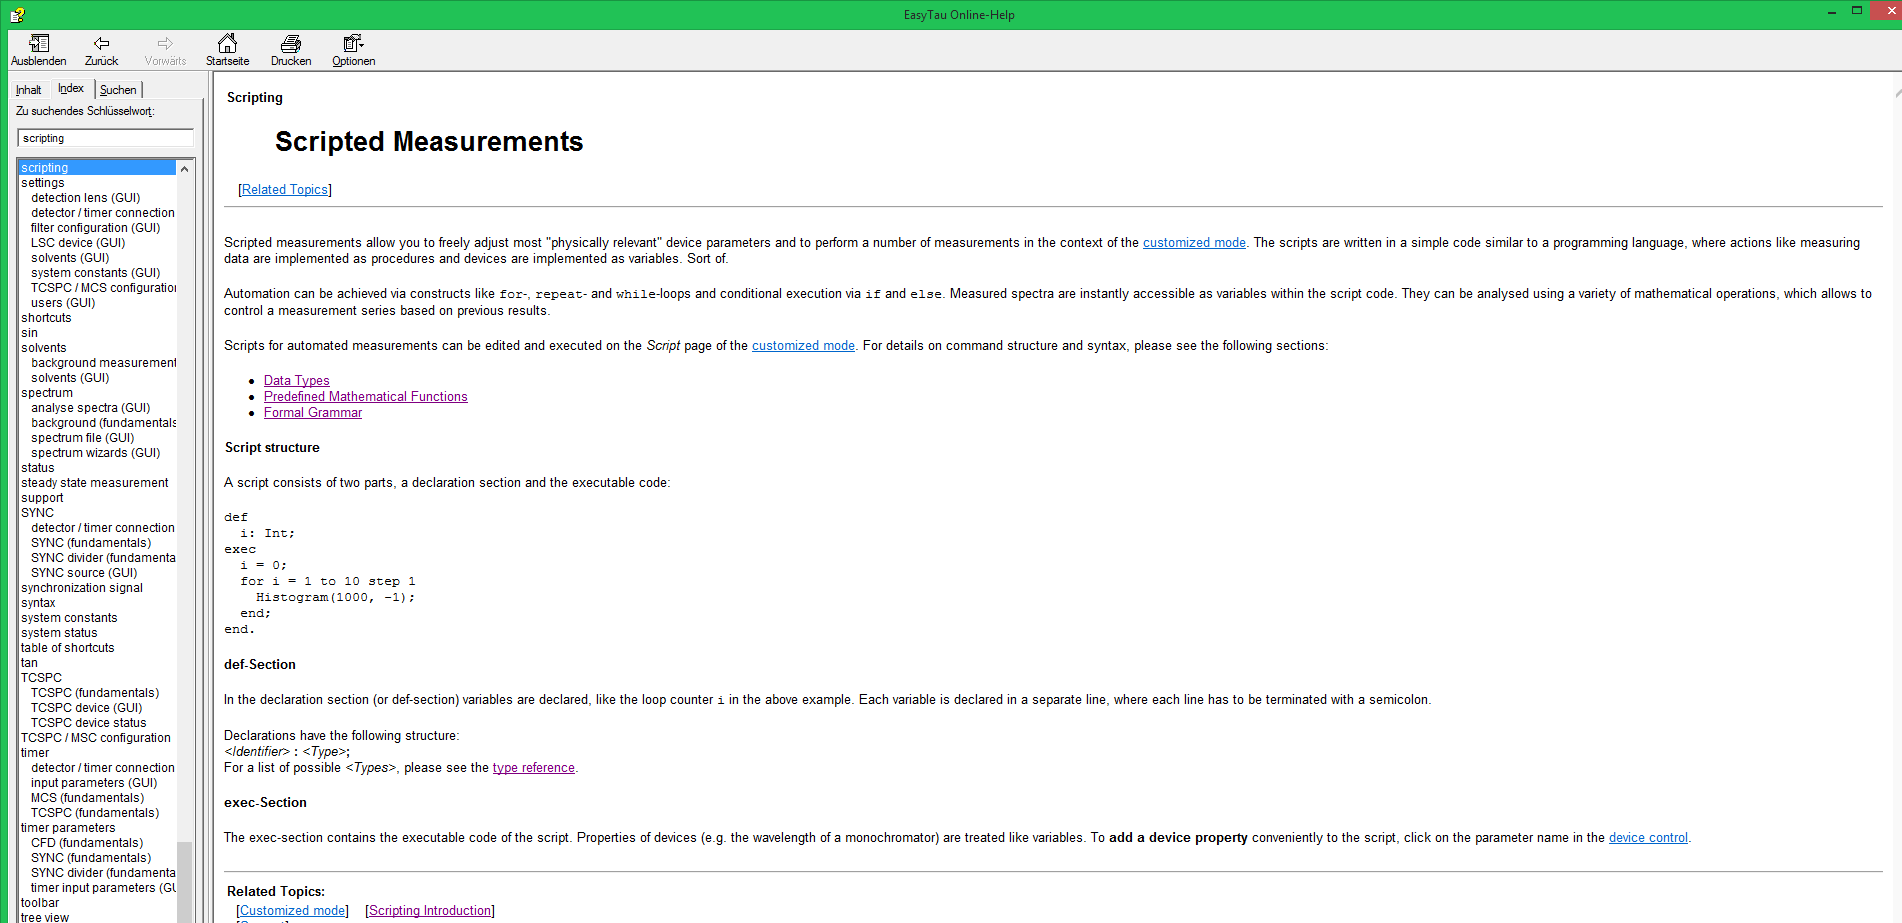 EasyTau Online-Help
Ausblenden Zurück Vorwärts Startseite Drucken Optionen
Inhalt Index Suchen
Zu suchendes Schlüsselwort:
scripting
scripting
settings
detection lens (GUI)
detector / timer connection
filter configuration (GUI)
LSC device (GUI)
solvents (GUI)
system constants (GUI)
TCSPC / MCS configuration
users (GUI)
shortcuts
sin
solvents
background measurement
solvents (GUI)
spectrum
analyse spectra (GUI)
background (fundamentals
spectrum file (GUI)
spectrum wizards (GUI)
status
steady state measurement
support
SYNC
detector / timer connection
SYNC (fundamentals)
SYNC divider (fundamenta
SYNC source (GUI)
synchronization signal
syntax
system constants
system status
table of shortcuts
tan
TCSPC
TCSPC (fundamentals)
TCSPC device (GUI)
TCSPC device status
TCSPC / MSC configuration
timer
detector / timer connection
input parameters (GUI)
MCS (fundamentals)
TCSPC (fundamentals)
timer parameters
CFD (fundamentals)
SYNC (fundamentals)
SYNC divider (fundamenta
timer input parameters (GU
toolbar
tree view
Scripting
Scripted Measurements
[Related Topics]
Scripted measurements allow you to freely adjust most "physically relevant" device parameters and to perform a number of measurements in the context of the customized mode. The scripts are written in a simple code similar to a programming language, where actions like measuring
data are implemented as procedures and devices are implemented as variables. Sort of.
Automation can be achieved via constructs like for-, repeat- and while-loops and conditional execution via if and else. Measured spectra are instantly accessible as variables within the script code. They can be analysed using a variety of mathematical operations, which allows to
control a measurement series based on previous results.
Scripts for automated measurements can be edited and executed on the Script page of the customized mode. For details on command structure and syntax, please see the following sections:
• Data Types
• Predefined Mathematical Functions
• Formal Grammar
Script structure
A script consists of two parts, a declaration section and the executable code:
def
i: Int;
exec
i = 0;
for i = 1 to 10 step 1
Histogram(1000, -1);
end;
end.
def-Section
In the declaration section (or def-section) variables are declared, like the loop counter i in the above example. Each variable is declared in a separate line, where each line has to be terminated with a semicolon.
Declarations have the following structure:
<Identifier> : <Type>;
For a list of possible <Types>, please see the type reference.
exec-Section
The exec-section contains the executable code of the script. Properties of devices (e.g. the wavelength of a monochromator) are treated like variables. To add a device property conveniently to the script, click on the parameter name in the device control.
Related Topics:
[Customized mode] [Scripting Introduction]